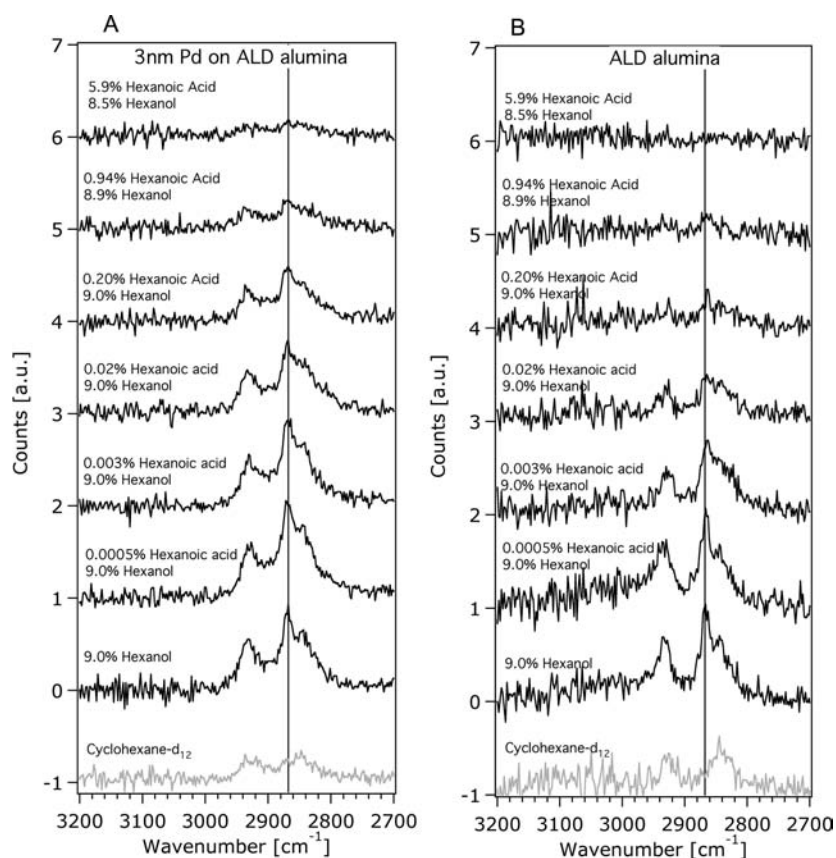 A
3nm Pd on ALD alumina
7
5.9% Hexanoic Acid
8.5% Hexanol
6
0.94% Hexanoic Acid
8.9% Hexanol
5
0.20% Hexanoic Acid
9.0% Hexanol
4
0.02% Hexanoic acid
9.0% Hexanol
3
0.003% Hexanoic acid
9.0% Hexanol
2
0.0005% Hexanoic acid
9.0% Hexanol
1
9.0% Hexanol
0
Cyclohexane-d12
-1
Counts [a.u.]
3200 3100 3000 2900 2800 2700
Wavenumber [cm-1]
B
ALD alumina
7
5.9% Hexanoic Acid
8.5% Hexanol
6
0.94% Hexanoic Acid
8.9% Hexanol
5
0.20% Hexanoic Acid
9.0% Hexanol
4
0.02% Hexanoic acid
9.0% Hexanol
3
0.003% Hexanoic acid
9.0% Hexanol
2
0.0005% Hexanoic acid
9.0% Hexanol
1
9.0% Hexanol
0
Cyclohexane-d12
-1
Counts [a.u.]
3200 3100 3000 2900 2800 2700
Wavenumber [cm-1]